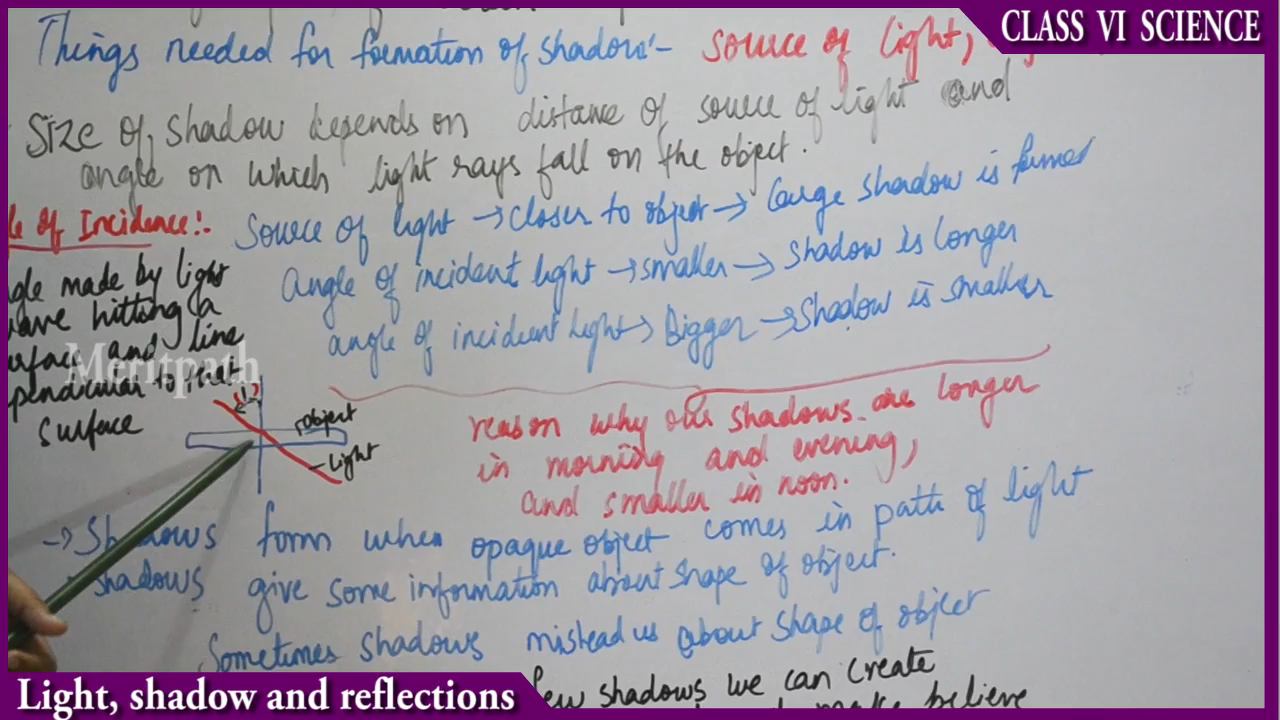 CLASS VI SCIENCE
Things needed for formation of shadow:- source of light,
Size of shadow depends on distance of source of light and
angle on which light rays fall on the object.
Of Incidence:-
Source of light → closer to object → Large shadow is formed
made by light
Angle of incident light → smaller → shadow is longer
hitting a
angle of incident light → Bigger → shadow is smaller
and line
Meritpath
to that
surface
Object
Light
reason why our shadows are longer
in morning and evening,
and smaller in noon.
→ Shadows form when opaque object comes in path of light
shadows give some information about shape of object.
Sometimes shadows mislead us about shape of object
few shadows we can create
make believe
Light, shadow and reflections